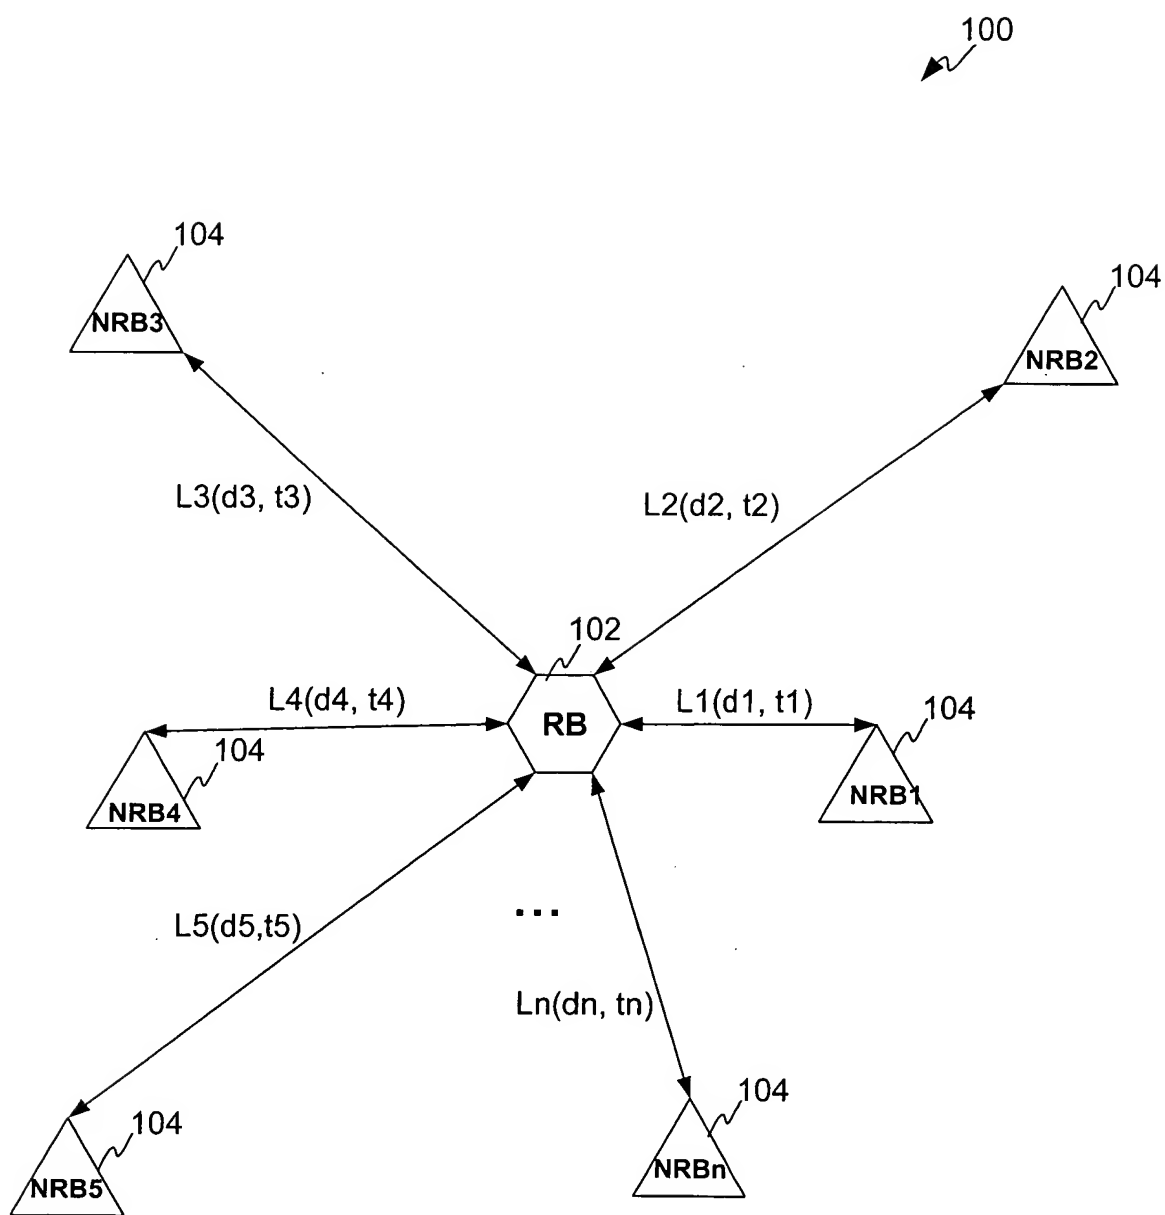 100
104
NRB3
104
NRB2
L3(d3, t3)
L2(d2, t2)
102
L4(d4, t4)
RB
L1(d1, t1)
104
104
NRB4
NRB1
L5(d5,t5)
...
Ln(dn, tn)
104
104
NRB5
NRBn